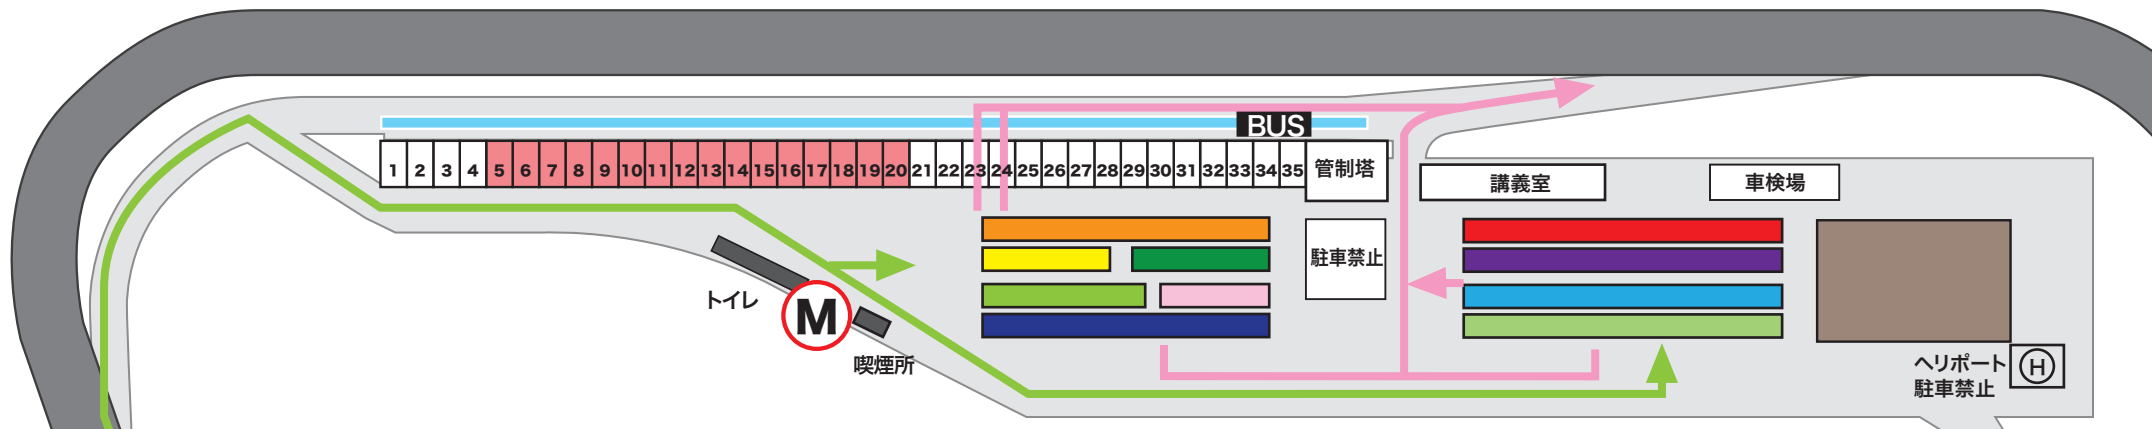 BUS
1 2 3 4 5 6 7 8 9 10 11 12 13 14 15 16 17 18 19 20 21 22 23 24 25 26 27 28 29 30 31 32 33 34 35 管制塔
講義室
車検場
駐車禁止
トイレ
M
喫煙所
ヘリポート
駐車禁止
H